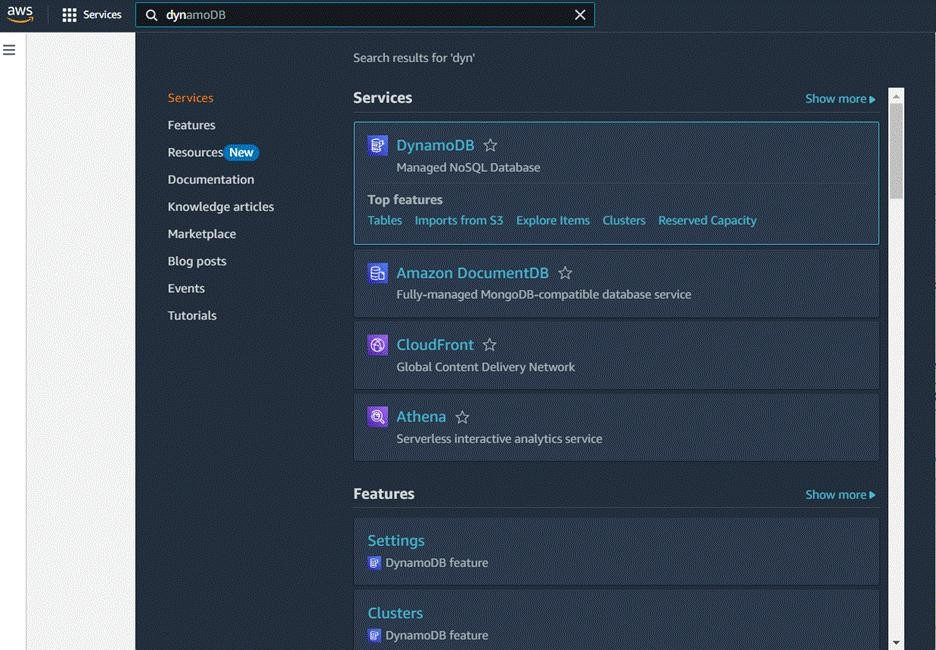 aws Services dynamoDB
Search results for 'dyn'
Services
Features
Resources New
Documentation
Knowledge articles
Marketplace
Blog posts
Events
Tutorials
Services Show more
DynamoDB
Managed NoSQL Database
Top features
Tables Imports from S3 Explore Items Clusters Reserved Capacity
Amazon DocumentDB
Fully-managed MongoDB-compatible database service
CloudFront
Global Content Delivery Network
Athena
Serverless interactive analytics service
Features Show more
Settings
DynamoDB feature
Clusters
DynamoDB feature